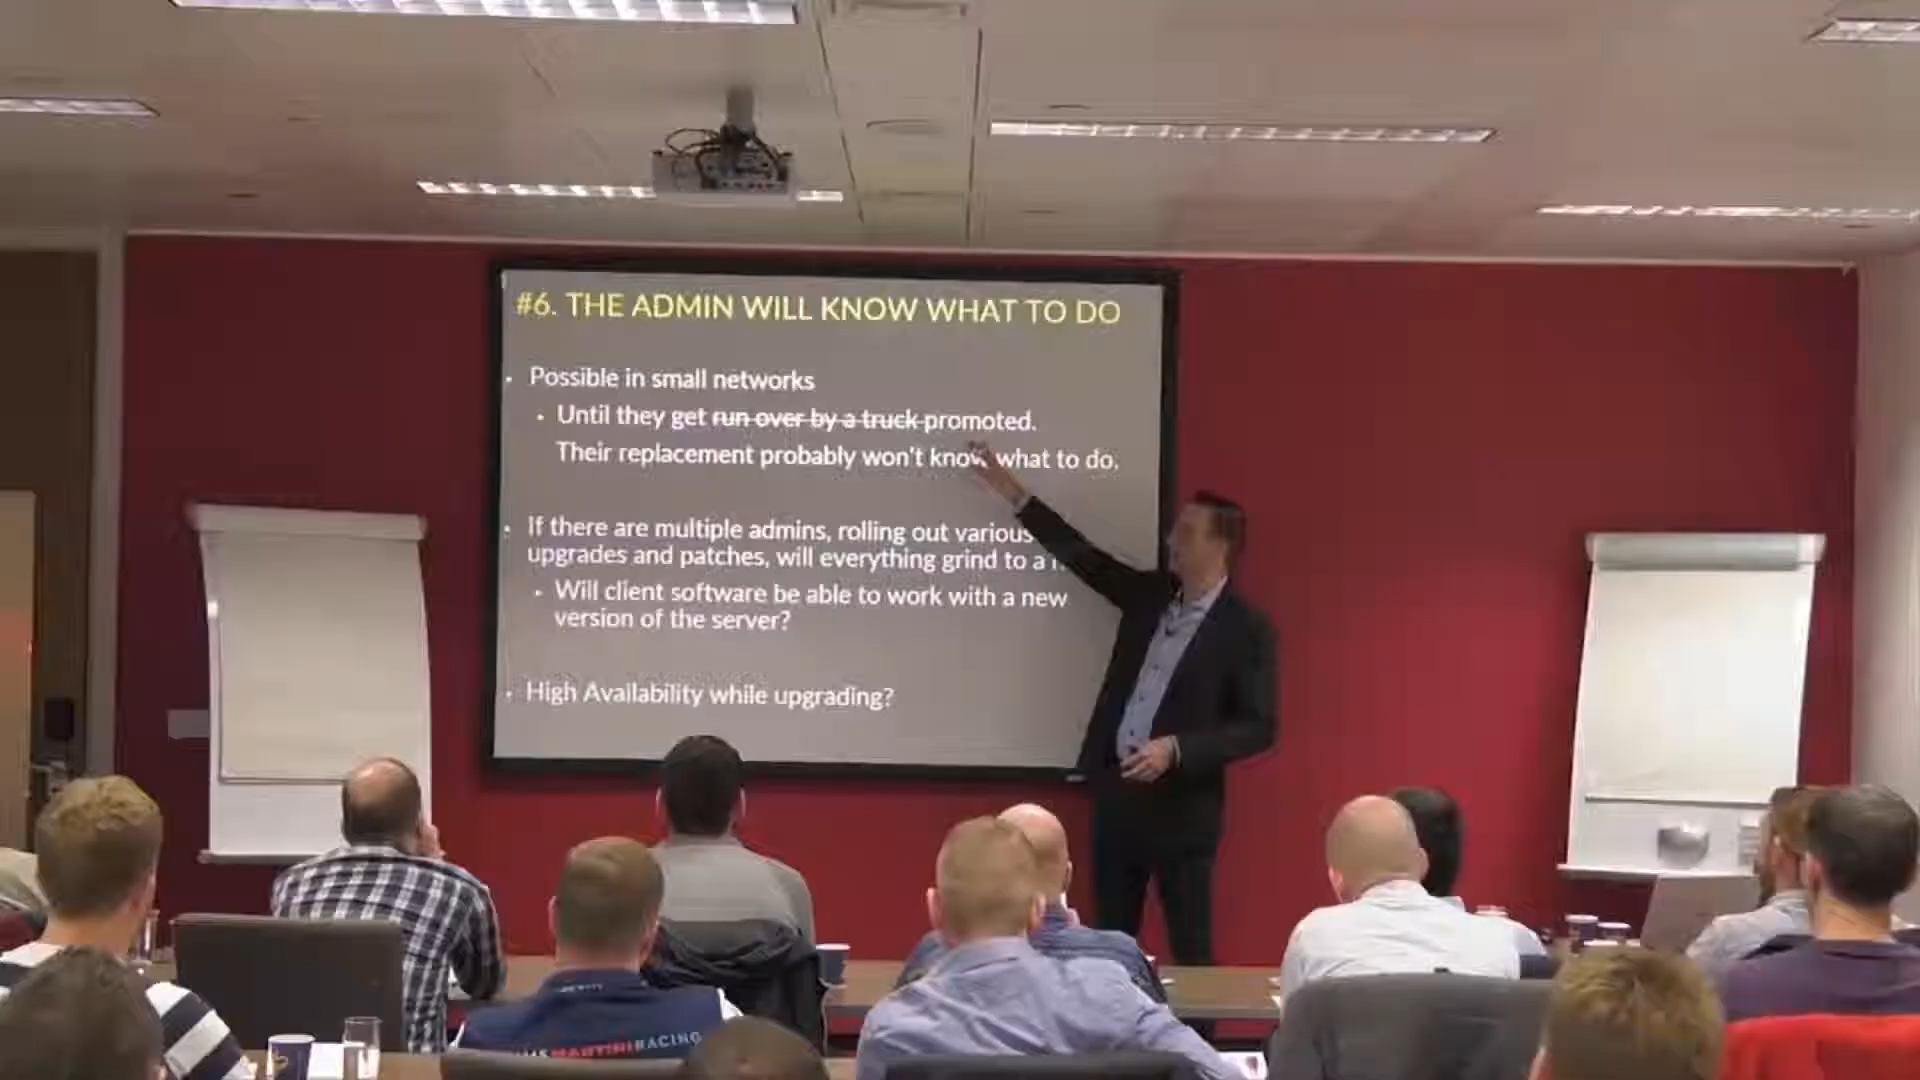 #6. THE ADMIN WILL KNOW WHAT TO DO
• Possible in small networks
• Until they get run over by a truck promoted.
Their replacement probably won't know what to do.
• If there are multiple admins, rolling out various
upgrades and patches, will everything grind to a
• Will client software be able to work with a new
version of the server?
• High Availability while upgrading?
MARTINI RACING